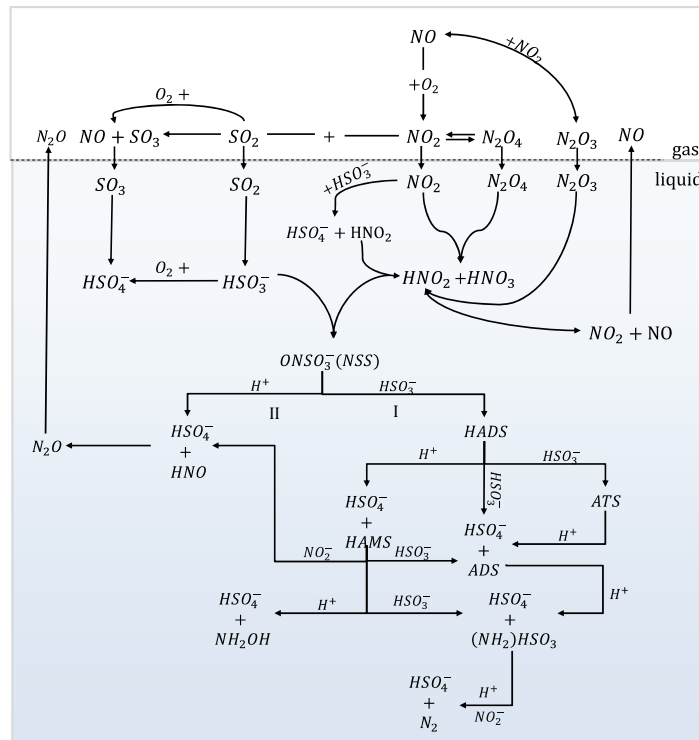 NO
+NO₂
+O₂
O₂ +
N₂O NO + SO₃ SO₂ + NO₂ N₂O₄ N₂O₃ NO
gas
liquid
SO₃ SO₂ +HSO₃⁻ NO₂ N₂O₄ N₂O₃
HSO₄⁻ + HNO₂
HSO₄⁻ O₂ + HSO₃⁻ HNO₂ +HNO₃
NO₂ + NO
ONSO₃⁻(NSS)
H⁺ HSO₃⁻
II I
N₂O
HSO₄⁻
+
HNO
HADS
H⁺ HSO₃⁻ HSO₃⁻
HSO₄⁻
+
HAMS
ATS
HSO₄⁻
+
ADS
H⁺
NO₂⁻ HSO₃⁻
H⁺
HSO₄⁻
+
NH₂OH
H⁺ HSO₃⁻
HSO₄⁻
+
(NH₂)HSO₃
HSO₄⁻
+
N₂
H⁺
NO₂⁻